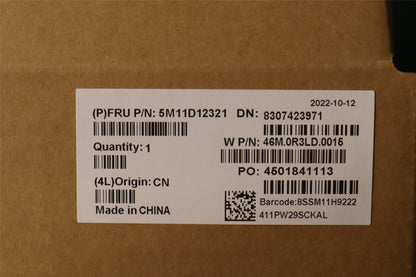 2022-10-12
(P)FRU P/N: 5M11D12321 DN: 8307423971
Quantity: 1
W P/N: 46M.0R3LD.0015
PO: 4501841113
(4L)Origin: CN
Made in CHINA
Barcode:8SSM11H9222
411PW29SCKAL